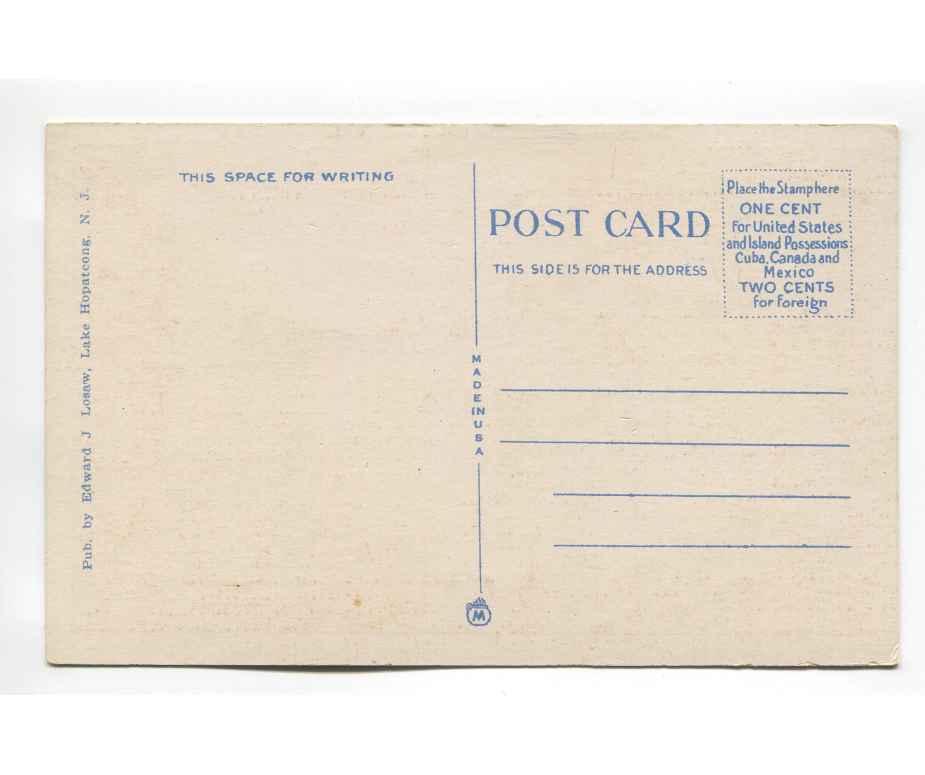 THIS SPACE FOR WRITING
Pub. by Edward J Losaw, Lake Hopatcong, N. J.
MADE IN USA
M
POST CARD
THIS SIDE IS FOR THE ADDRESS
Place the Stamp here
ONE CENT
For United States
and Island Possessions
Cuba, Canada and
Mexico
TWO CENTS
for Foreign